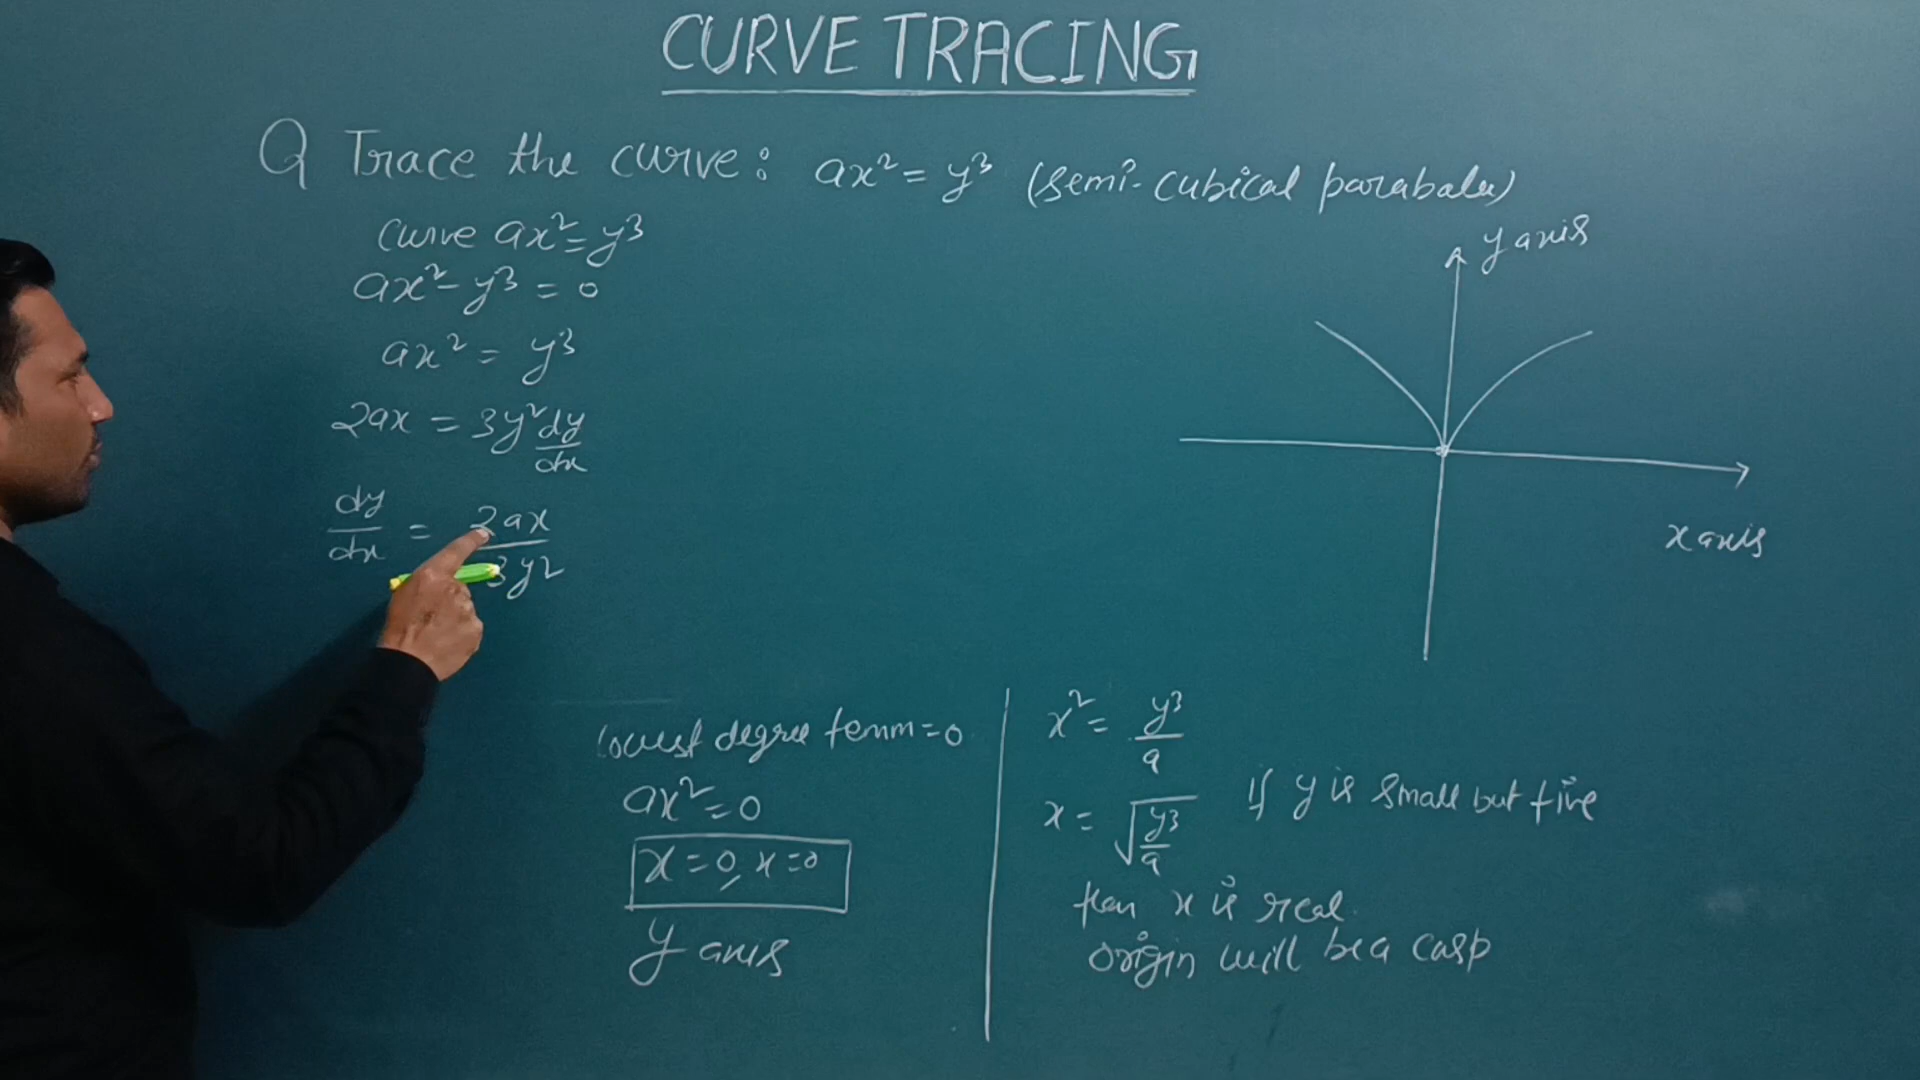 CURVE TRACING
Q Trace the curve: ax² = y³ (semi-cubical parabala)
curve ax² = y³
ax² - y³ = 0
ax² = y³
2ax = 3y² dy/dx
dy/dx = 2ax/3y²
y axis
x axis
lowest degree term = 0
ax² = 0
x = 0, x = 0
y axis
x² = y³/a
x = √(y³/a) if y is small but +ive
then x is real.
origin will be a casp